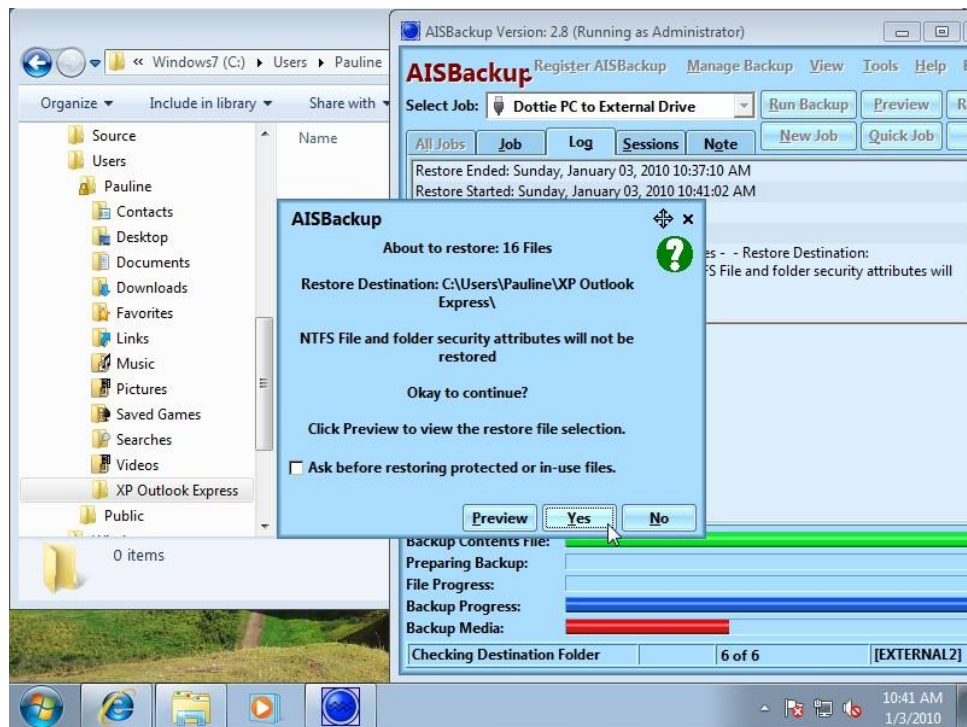 AISBackup Version: 2.8 (Running as Administrator)
« Windows7 (C:) Users Pauline
Organize Include in library Share with
Source
Users
Pauline
Contacts
Desktop
Documents
Downloads
Favorites
Links
Music
Pictures
Saved Games
Searches
Videos
XP Outlook Express
Public
0 items
Name
AISBackup Register AISBackup Manage Backup View Tools Help
Select Job: Dottie PC to External Drive Run Backup Preview
All Jobs Job Log Sessions Note New Job Quick Job
Restore Ended: Sunday, January 03, 2010 10:37:10 AM
Restore Started: Sunday, January 03, 2010 10:41:02 AM
es - - Restore Destination:
FS File and folder security attributes will
AISBackup
About to restore: 16 Files
Restore Destination: C:\Users\Pauline\XP Outlook
Express\
NTFS File and folder security attributes will not be
restored
Okay to continue?
Click Preview to view the restore file selection.
Ask before restoring protected or in-use files.
Preview Yes No
Backup Contents File:
Preparing Backup:
File Progress:
Backup Progress:
Backup Media:
Checking Destination Folder 6 of 6 [EXTERNAL2]
10:41 AM
1/3/2010